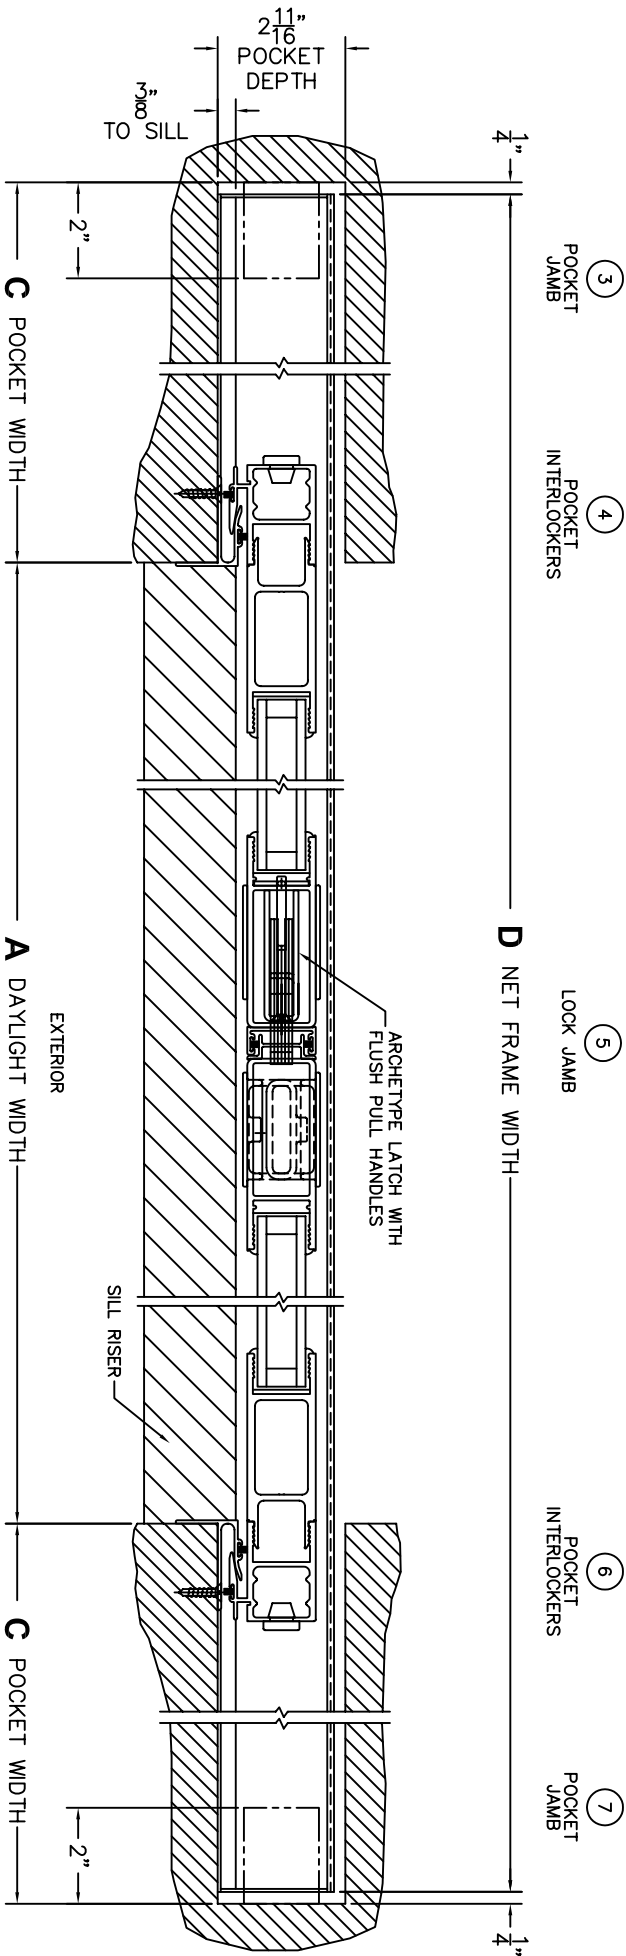 2 11/16"
POCKET
DEPTH
3/8"
TO SILL
1/4"
3
POCKET
JAMB
4
POCKET
INTERLOCKERS
5
LOCK JAMB
6
POCKET
INTERLOCKERS
7
POCKET
JAMB
1/4"
D NET FRAME WIDTH
ARCHETYPE LATCH WITH
FLUSH PULL HANDLES
SILL RISER
EXTERIOR
2"
2"
C POCKET WIDTH
A DAYLIGHT WIDTH
C POCKET WIDTH